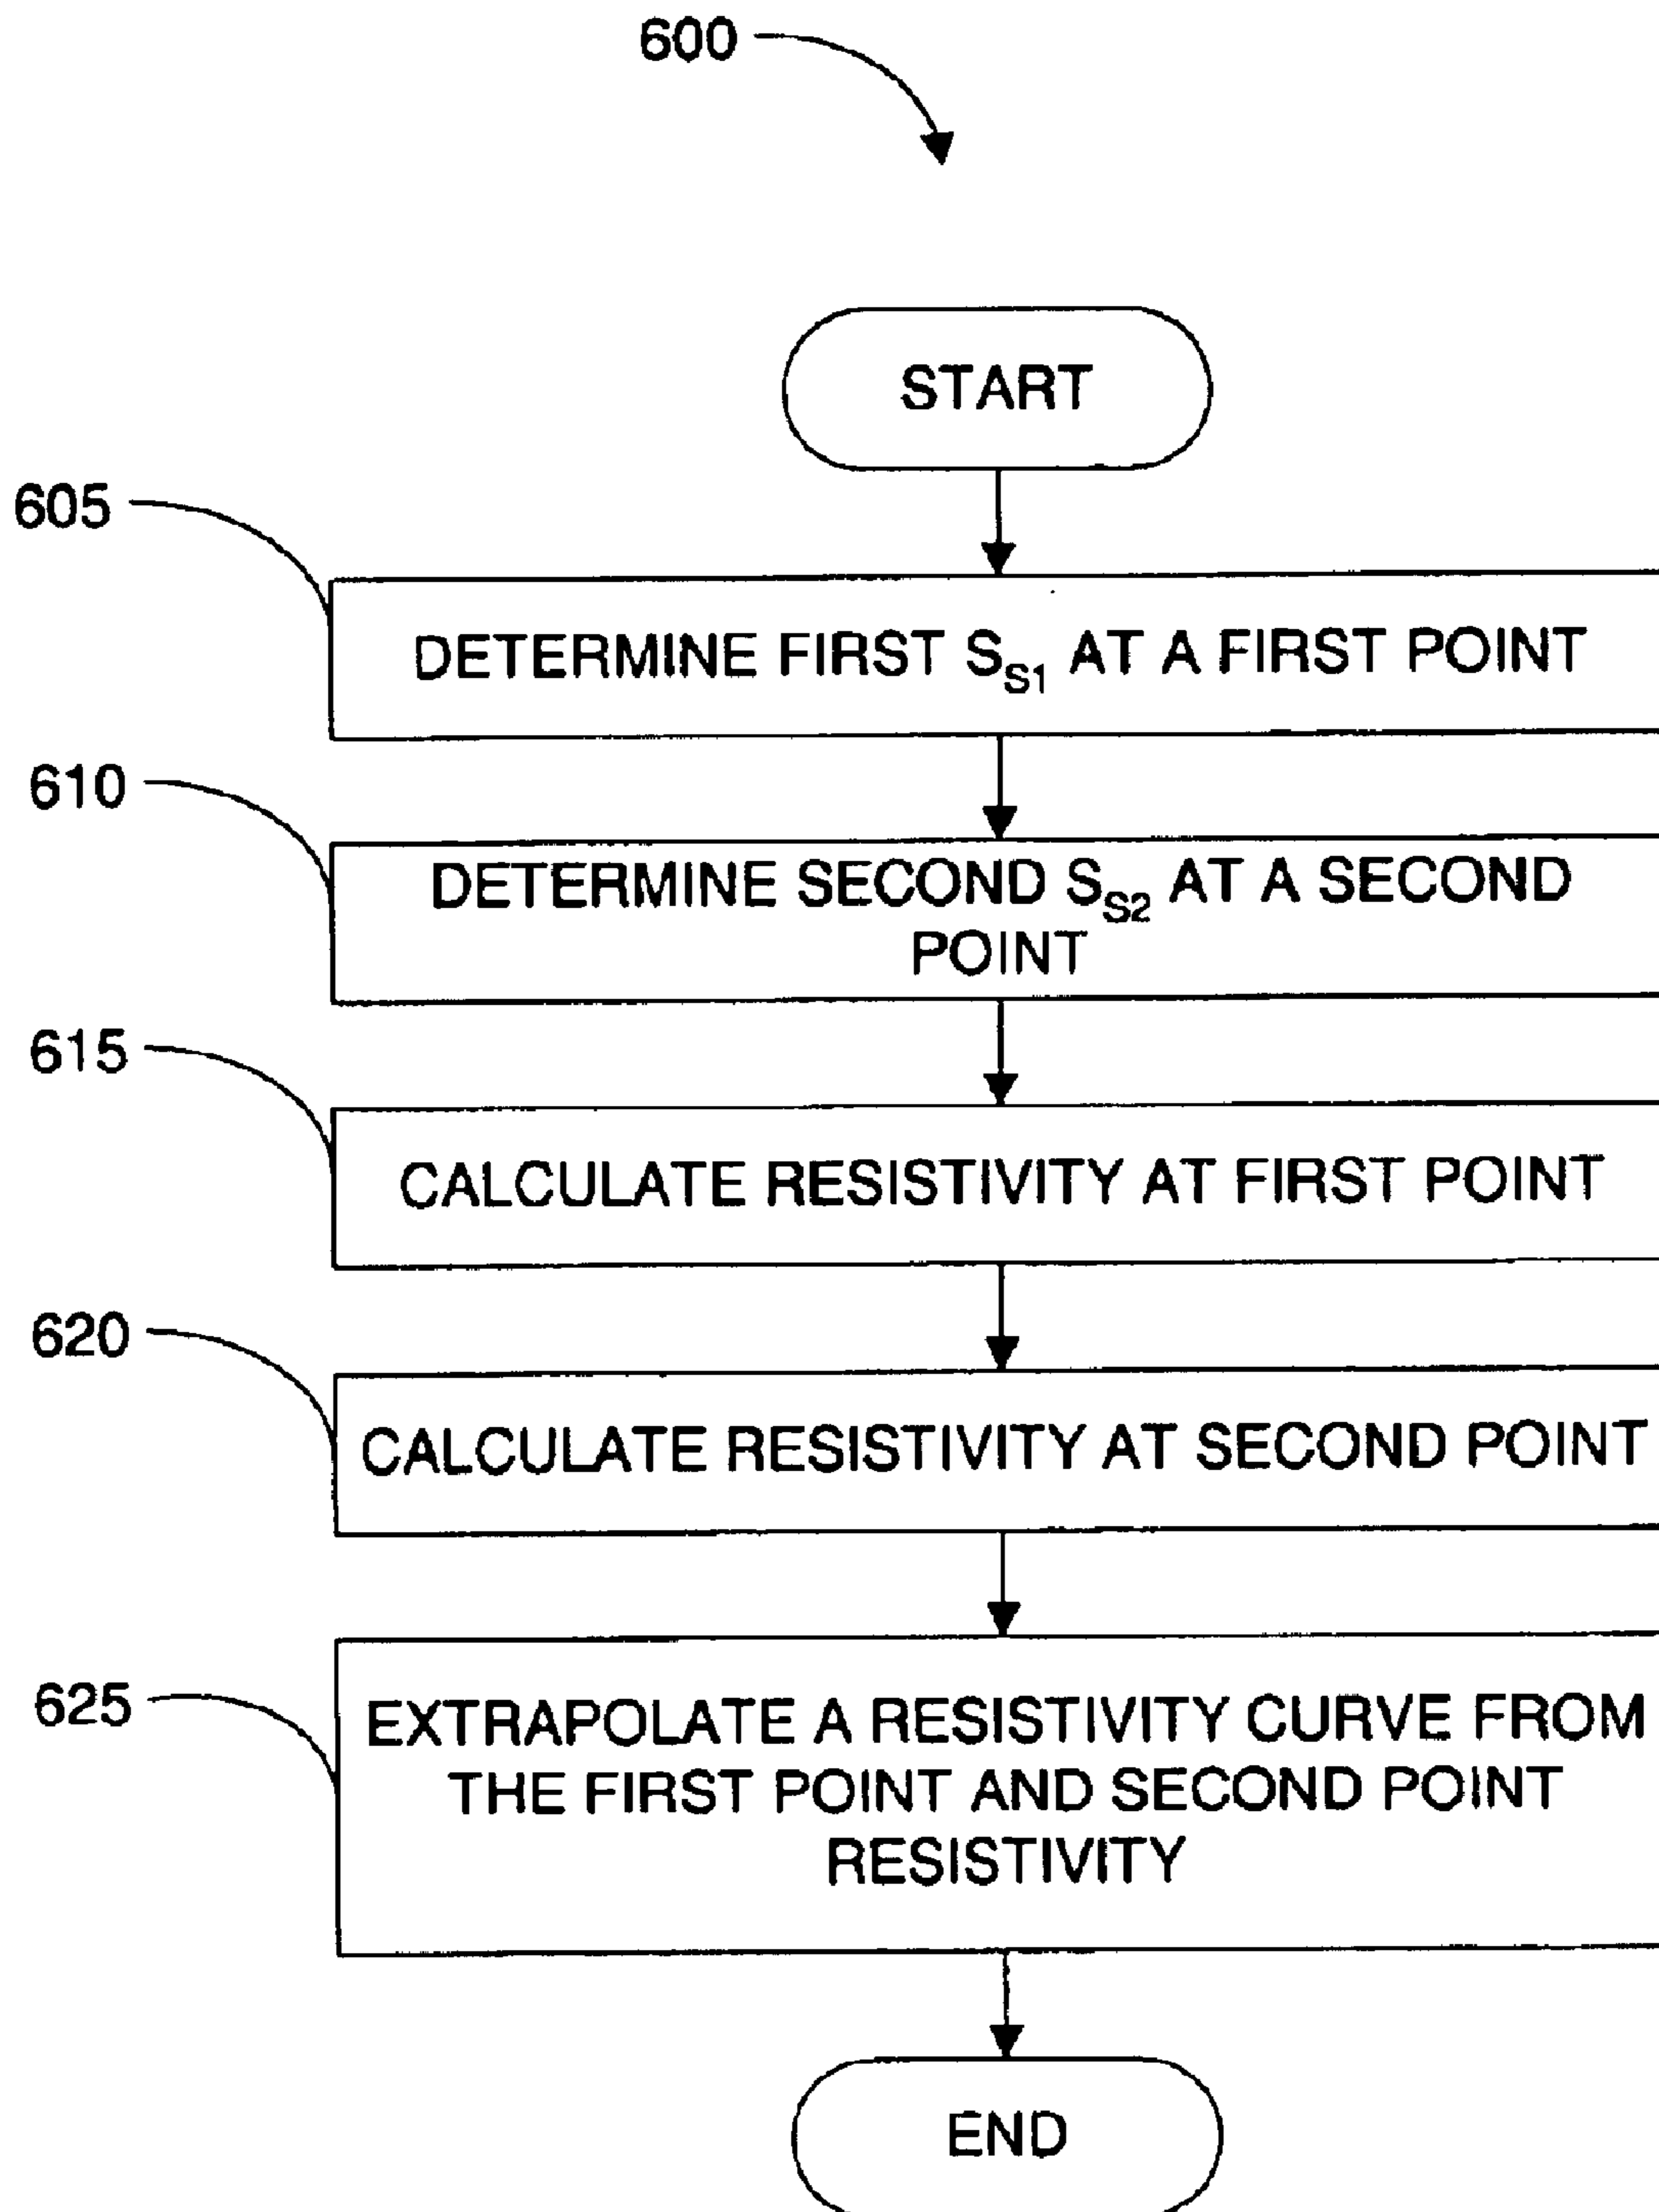 600
START
605
DETERMINE FIRST S_S1 AT A FIRST POINT
610
DETERMINE SECOND S_S2 AT A SECOND
POINT
615
CALCULATE RESISTIVITY AT FIRST POINT
620
CALCULATE RESISTIVITY AT SECOND POINT
625
EXTRAPOLATE A RESISTIVITY CURVE FROM
THE FIRST POINT AND SECOND POINT
RESISTIVITY
END